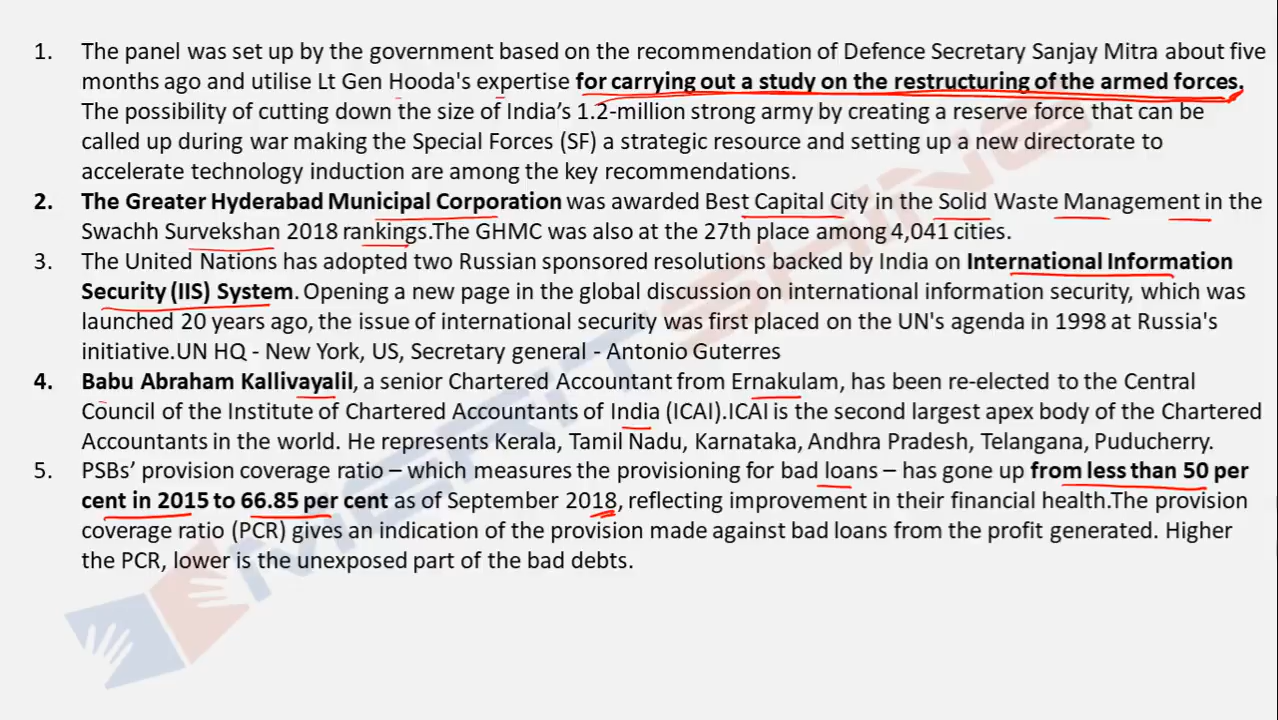 1. The panel was set up by the government based on the recommendation of Defence Secretary Sanjay Mitra about five
months ago and utilise Lt Gen Hooda's expertise for carrying out a study on the restructuring of the armed forces.
The possibility of cutting down the size of India's 1.2-million strong army by creating a reserve force that can be
called up during war making the Special Forces (SF) a strategic resource and setting up a new directorate to
accelerate technology induction are among the key recommendations.
2. The Greater Hyderabad Municipal Corporation was awarded Best Capital City in the Solid Waste Management in the
Swachh Survekshan 2018 rankings.The GHMC was also at the 27th place among 4,041 cities.
3. The United Nations has adopted two Russian sponsored resolutions backed by India on International Information
Security (IIS) System. Opening a new page in the global discussion on international information security, which was
launched 20 years ago, the issue of international security was first placed on the UN's agenda in 1998 at Russia's
initiative.UN HQ - New York, US, Secretary general - Antonio Guterres
4. Babu Abraham Kallivayalil, a senior Chartered Accountant from Ernakulam, has been re-elected to the Central
Council of the Institute of Chartered Accountants of India (ICAI).ICAI is the second largest apex body of the Chartered
Accountants in the world. He represents Kerala, Tamil Nadu, Karnataka, Andhra Pradesh, Telangana, Puducherry.
5. PSBs' provision coverage ratio – which measures the provisioning for bad loans – has gone up from less than 50 per
cent in 2015 to 66.85 per cent as of September 2018, reflecting improvement in their financial health.The provision
coverage ratio (PCR) gives an indication of the provision made against bad loans from the profit generated. Higher
the PCR, lower is the unexposed part of the bad debts.
MERIT SHINE